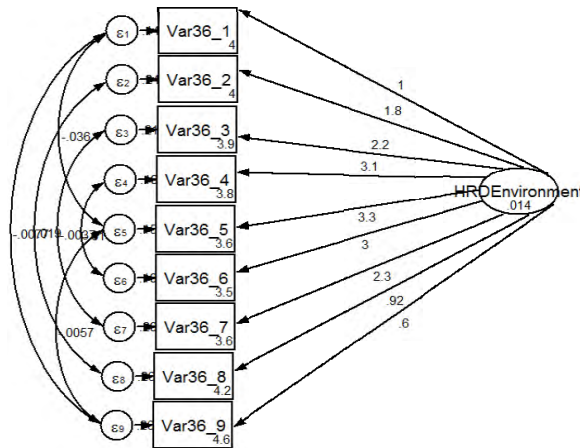 ε1
Var36_1
4
1
ε2
Var36_2
4
1.8
ε3
Var36_3
3.9
2.2
-.036
ε4
Var36_4
3.8
3.1
HRDEnvironment
.014
ε5
Var36_5
3.6
3.3
ε6
Var36_6
3.5
3
ε7
Var36_7
3.6
2.3
-.0057
ε8
Var36_8
4.2
.92
ε9
Var36_9
4.6
.6